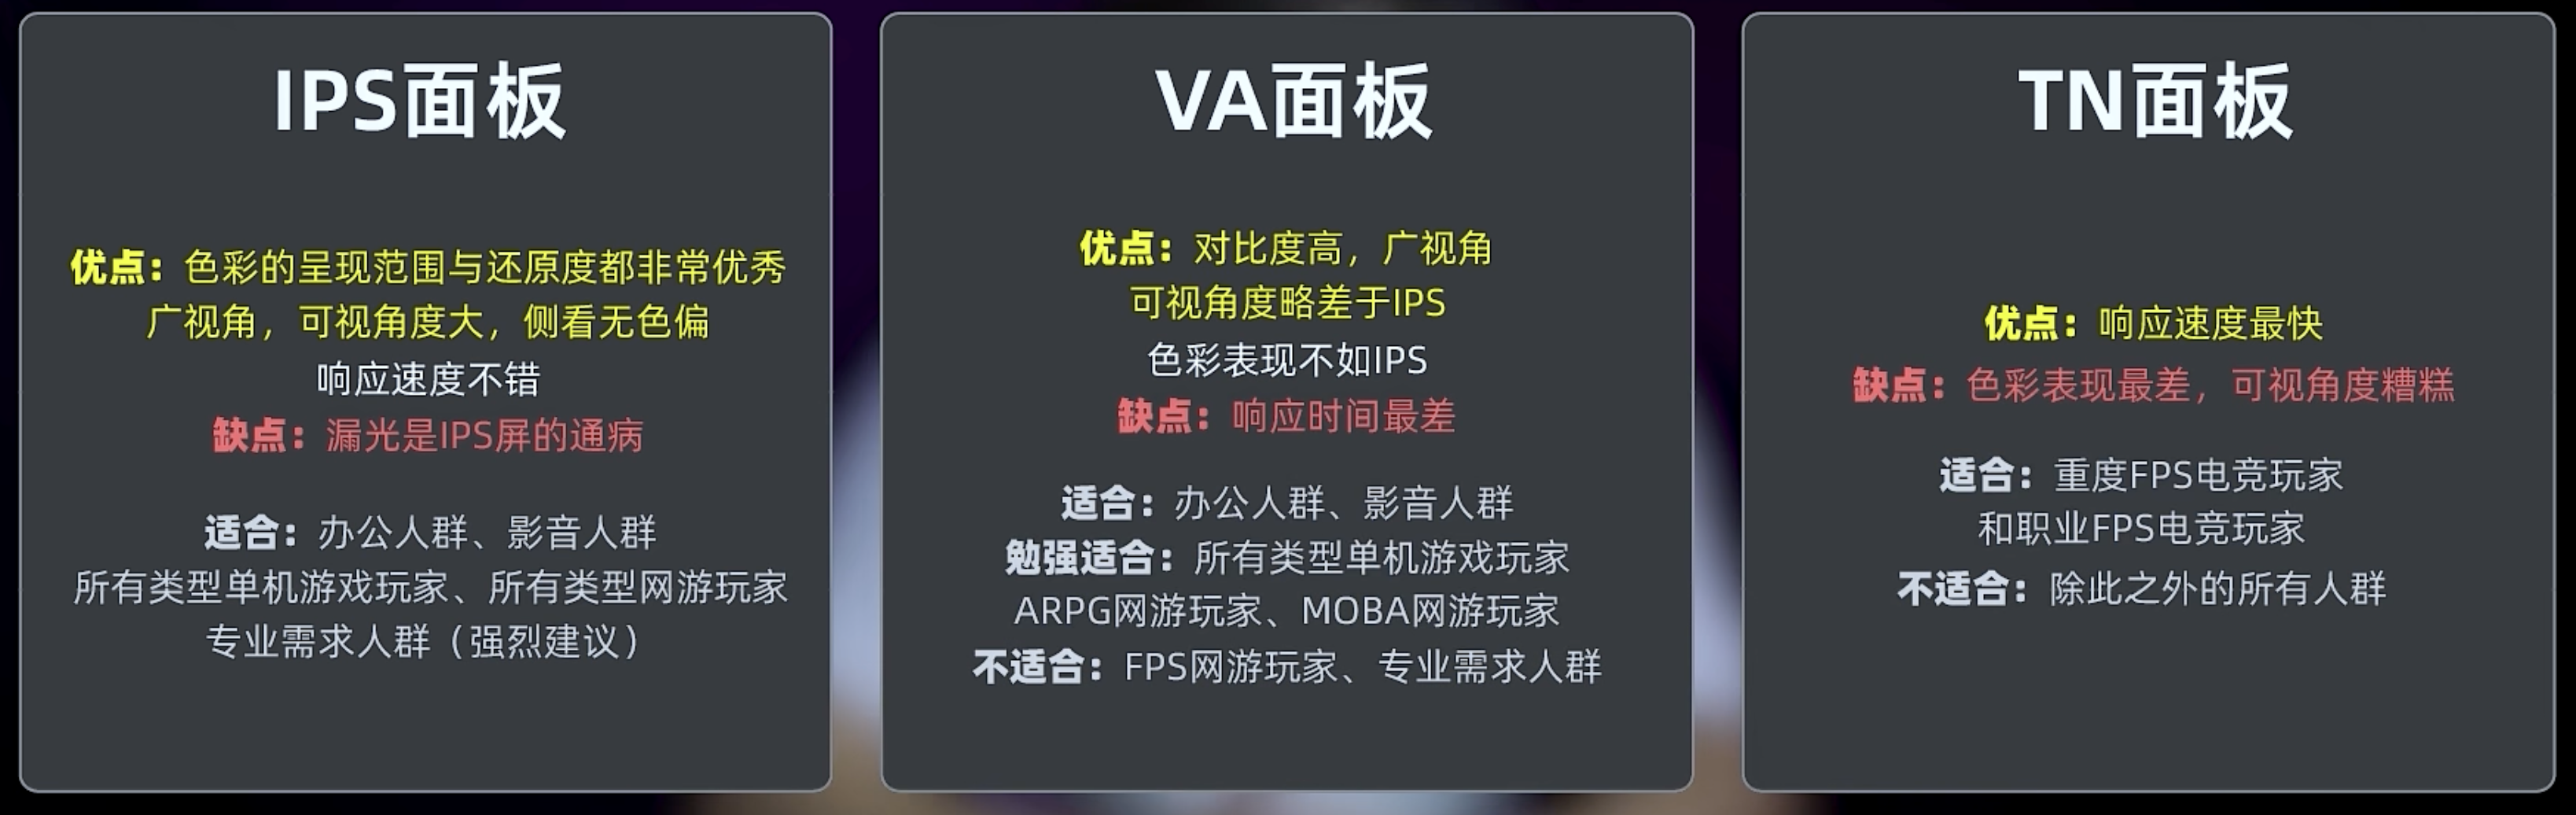 IPS面板
优点：色彩的呈现范围与还原度都非常优秀
广视角，可视角度大，侧看无色偏
响应速度不错
缺点：漏光是IPS屏的通病
适合：办公人群、影音人群
所有类型单机游戏玩家、所有类型网游玩家
专业需求人群（强烈建议）
VA面板
优点：对比度高，广视角
可视角度略差于IPS
色彩表现不如IPS
缺点：响应时间最差
适合：办公人群、影音人群
勉强适合：所有类型单机游戏玩家
ARPG网游玩家、MOBA网游玩家
不适合：FPS网游玩家、专业需求人群
TN面板
优点：响应速度最快
缺点：色彩表现最差，可视角度糟糕
适合：重度FPS电竞玩家
和职业FPS电竞玩家
不适合：除此之外的所有人群